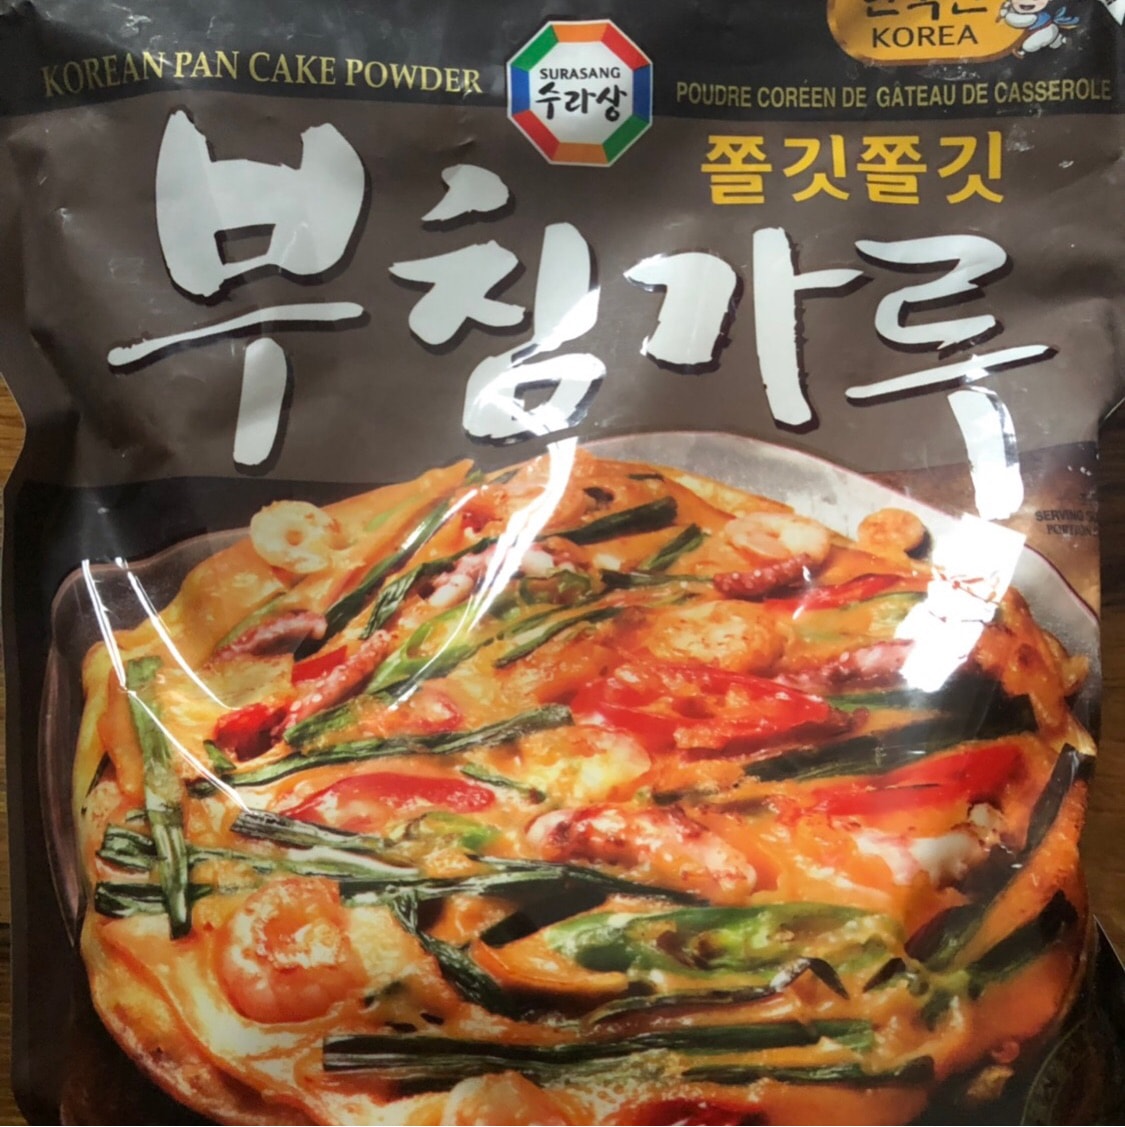 KOREA
KOREAN PAN CAKE POWDER
SURASANG
수라상
POUDRE CORÉEN DE GÂTEAU DE CASSEROLE
쫄깃쫄깃
부침가루
SERVING